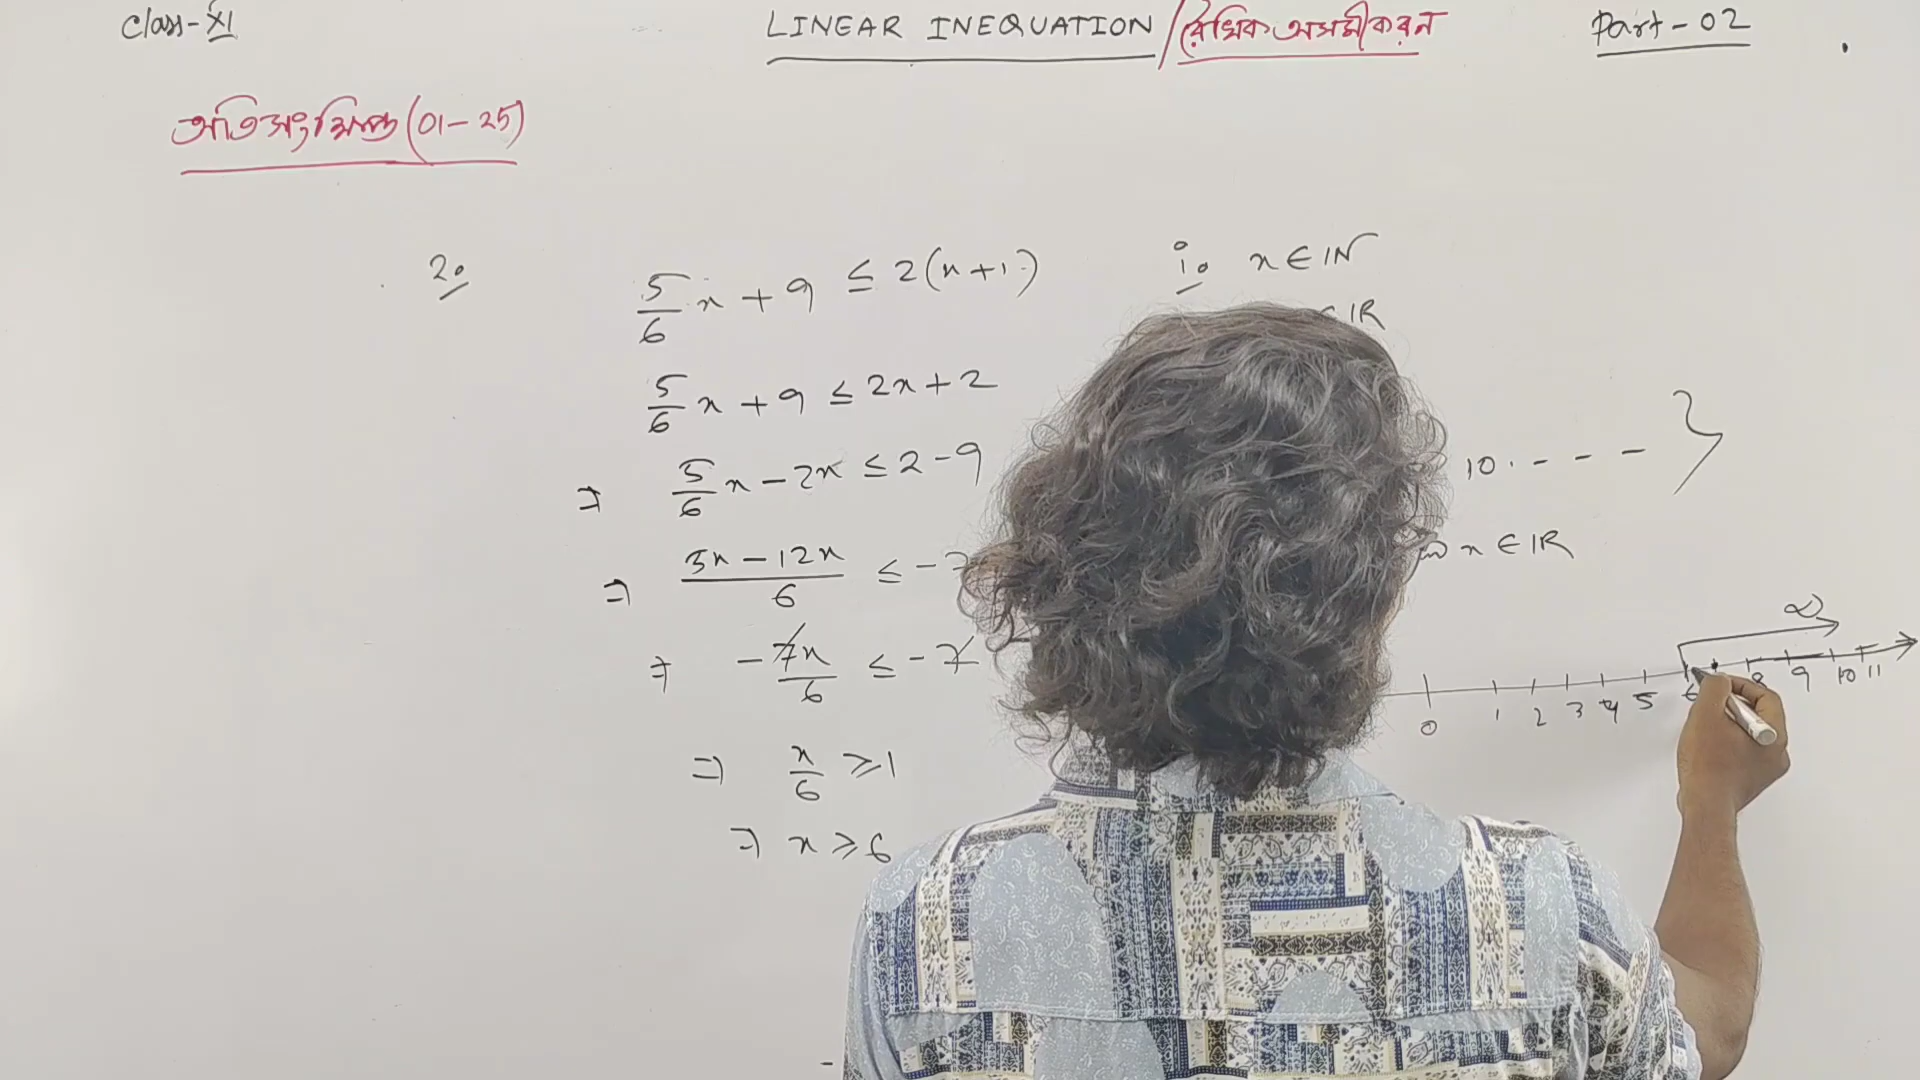 Class-XI LINEAR INEQUATION / রৈখিক অসমীকরন Part-02
অতিসংক্ষিপ্ত (01-25)
2. 5/6 x + 9 ≤ 2(x+1) i. x ∈ IN
∈ IR
5/6 x + 9 ≤ 2x + 2
⇒ 5/6 x - 2x ≤ 2-9 10 . - - - }
⇒ (5x - 12x)/6 ≤ -7 x ∈ IR
⇒ -7x/6 ≤ -7
∞
0 1 2 3 4 5 6 8 9 10 11
⇒ x/6 ≥ 1
⇒ x ≥ 6